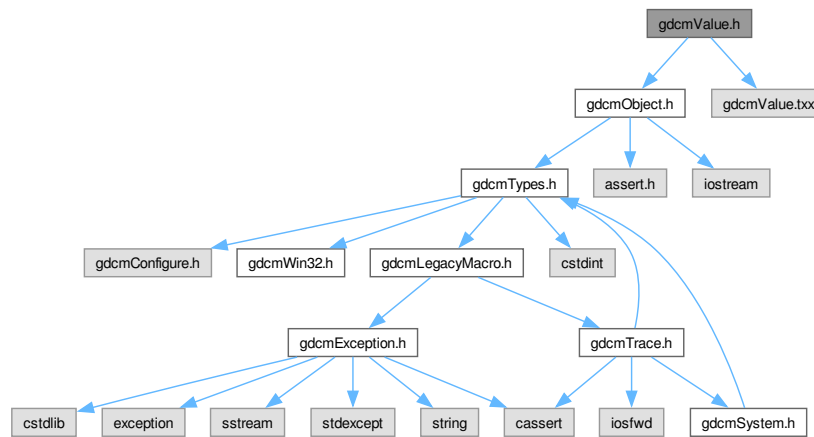 gdcmValue.h
gdcmObject.h
gdcmValue.txx
gdcmTypes.h
assert.h
iostream
gdcmConfigure.h
gdcmWin32.h
gdcmLegacyMacro.h
cstdint
gdcmException.h
gdcmTrace.h
cstdlib
exception
sstream
stdexcept
string
cassert
iosfwd
gdcmSystem.h